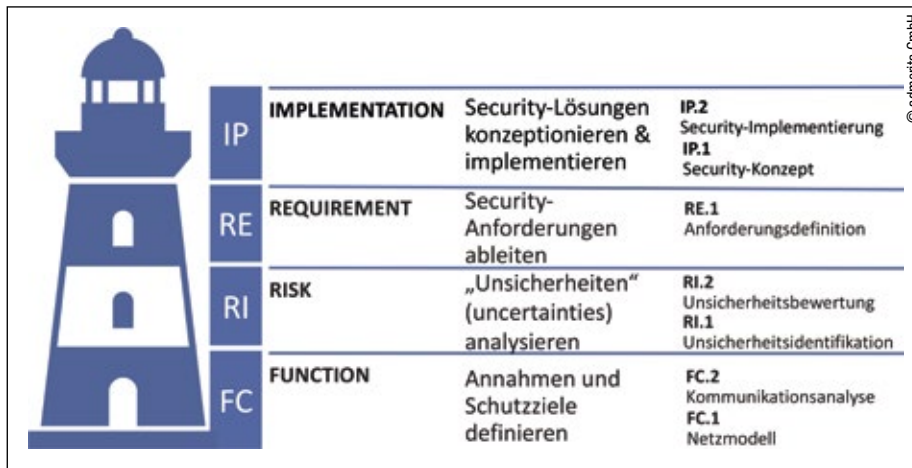 IP
IMPLEMENTATION
Security-Lösungen
konzeptionieren &
implementieren
IP.2
Security-Implementierung
IP.1
Security-Konzept
RE
REQUIREMENT
Security-
Anforderungen
ableiten
RE.1
Anforderungsdefinition
RI
RISK
„Unsicherheiten“
(uncertainties)
analysieren
RI.2
Unsicherheitsbewertung
RI.1
Unsicherheitsidentifikation
FC
FUNCTION
Annahmen und
Schutzziele
definieren
FC.2
Kommunikationsanalyse
FC.1
Netzmodell
© admeritia GmbH